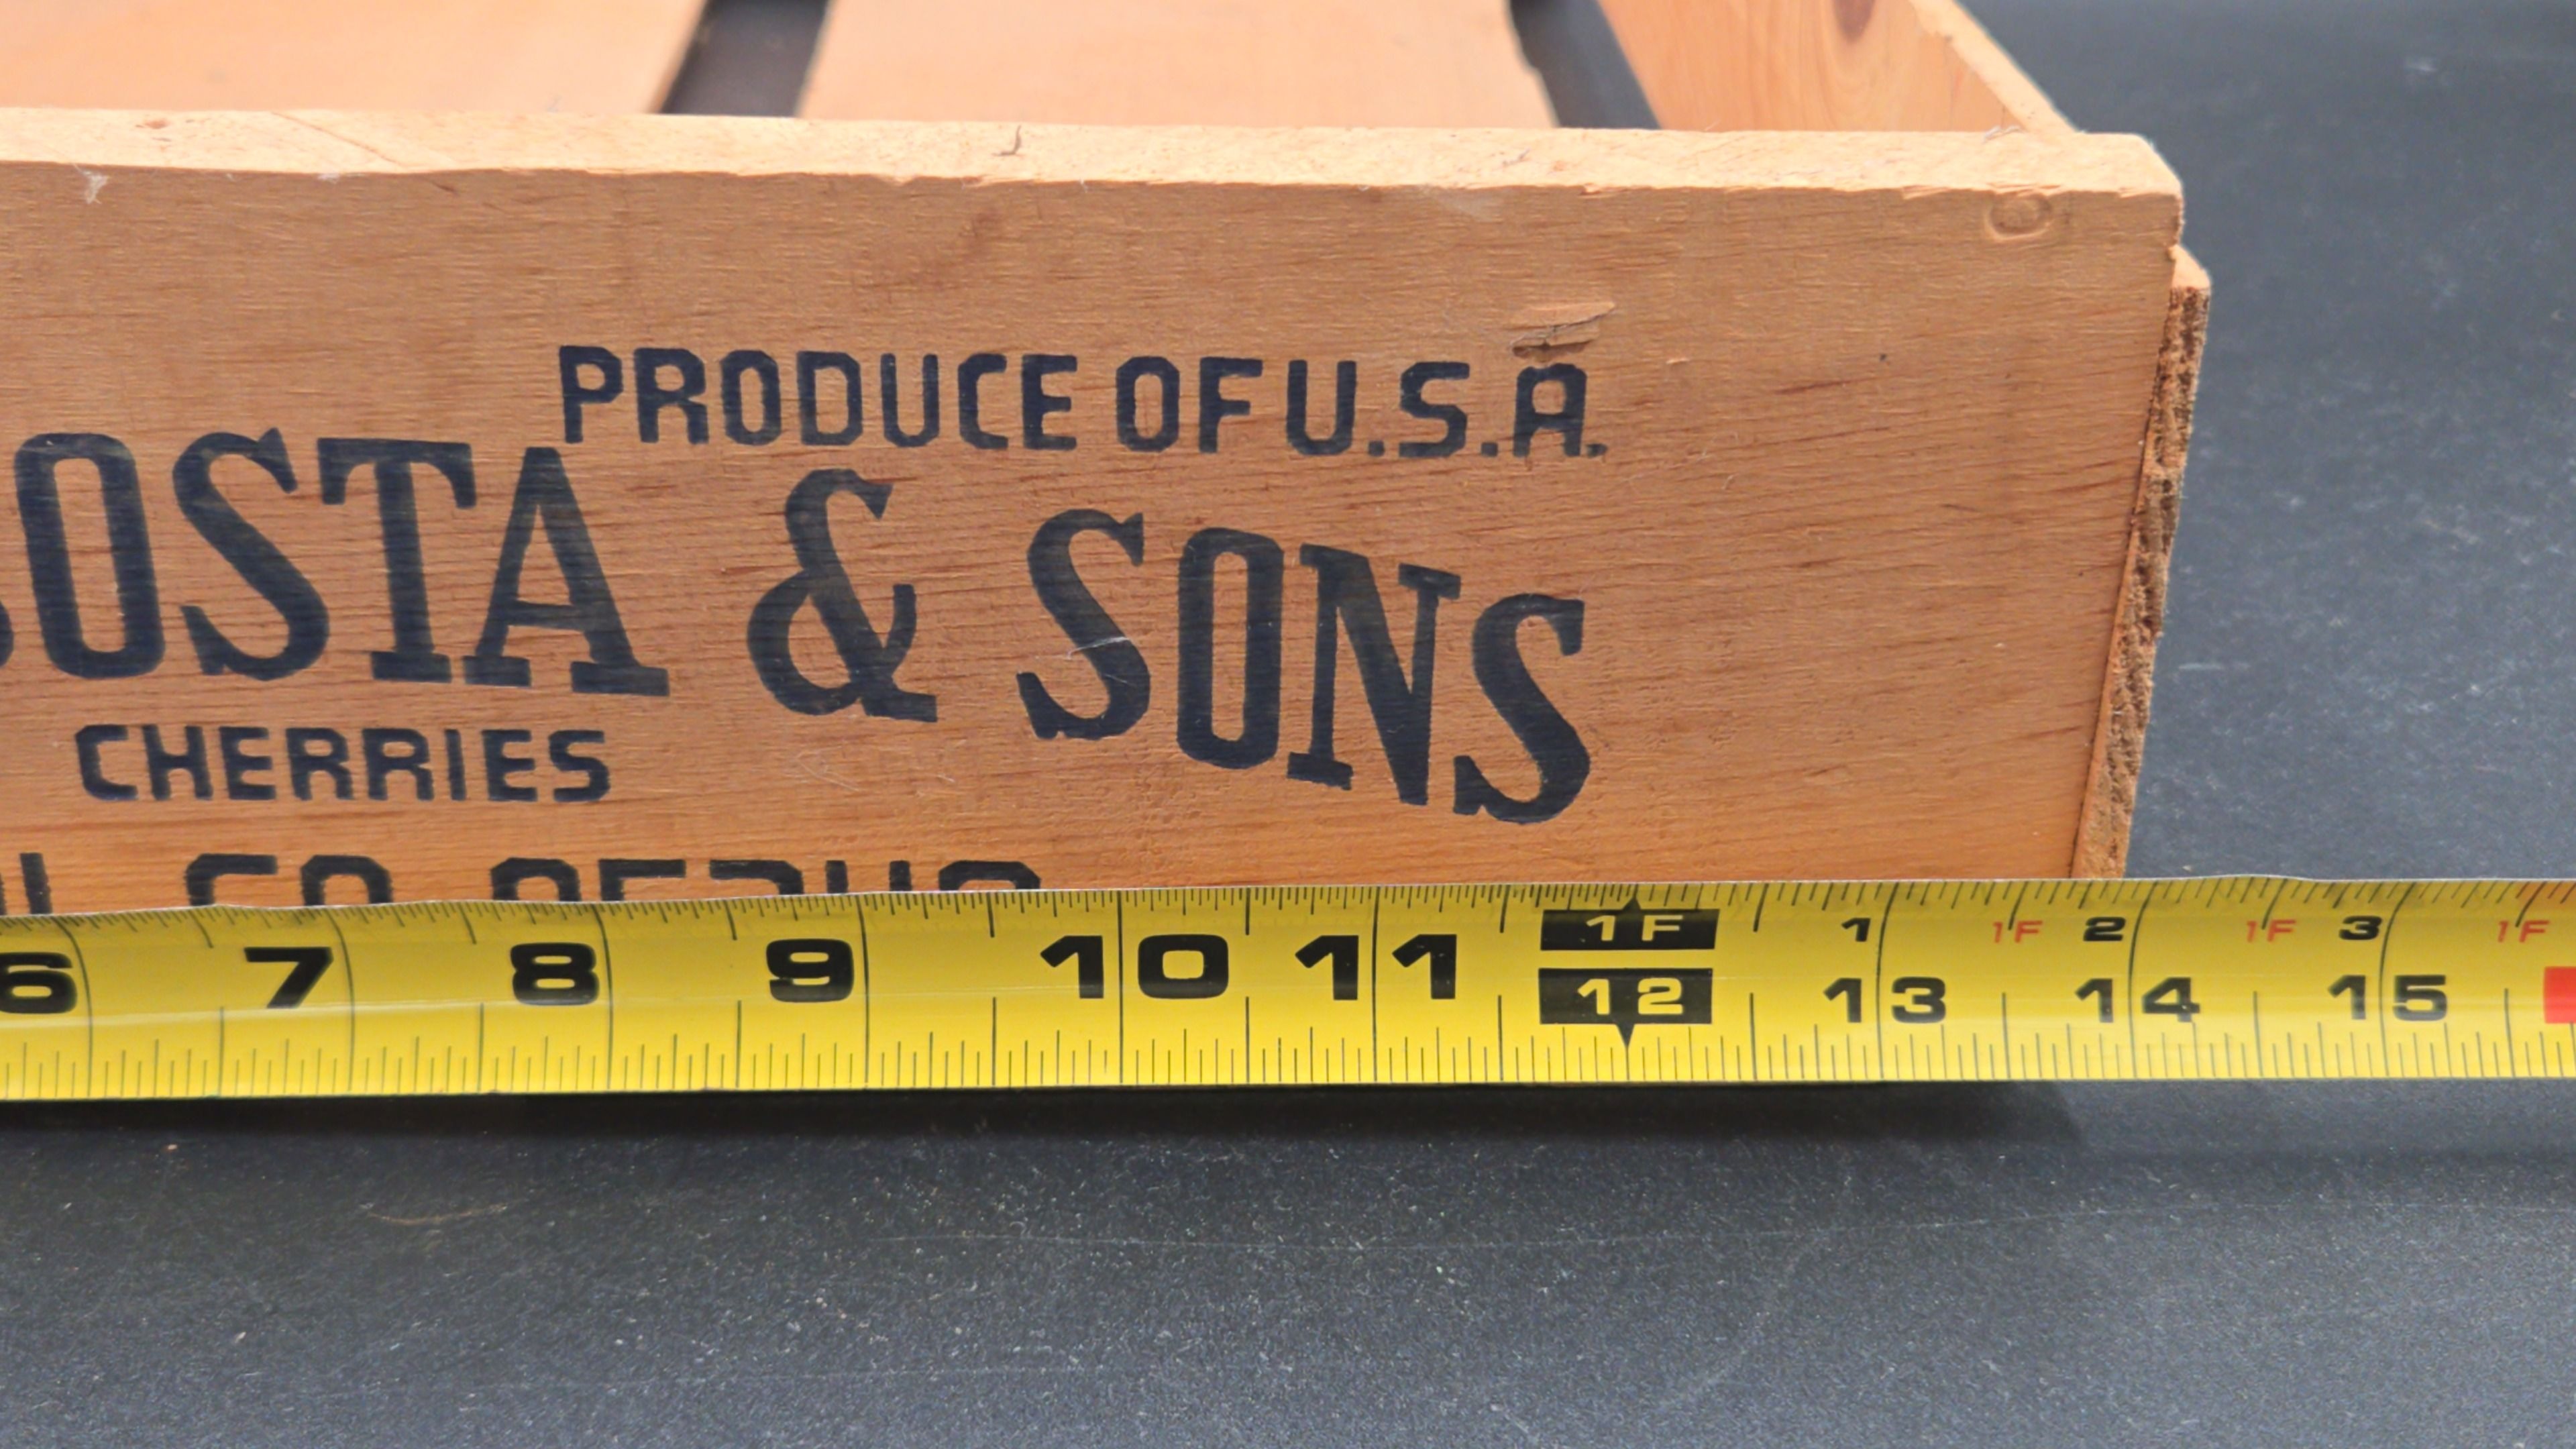 PRODUCE OF U.S.A.
OSTA & SONS
CHERRIES
1F 1 1F 2 1F 3 1F
6 7 8 9 10 11 12 13 14 15